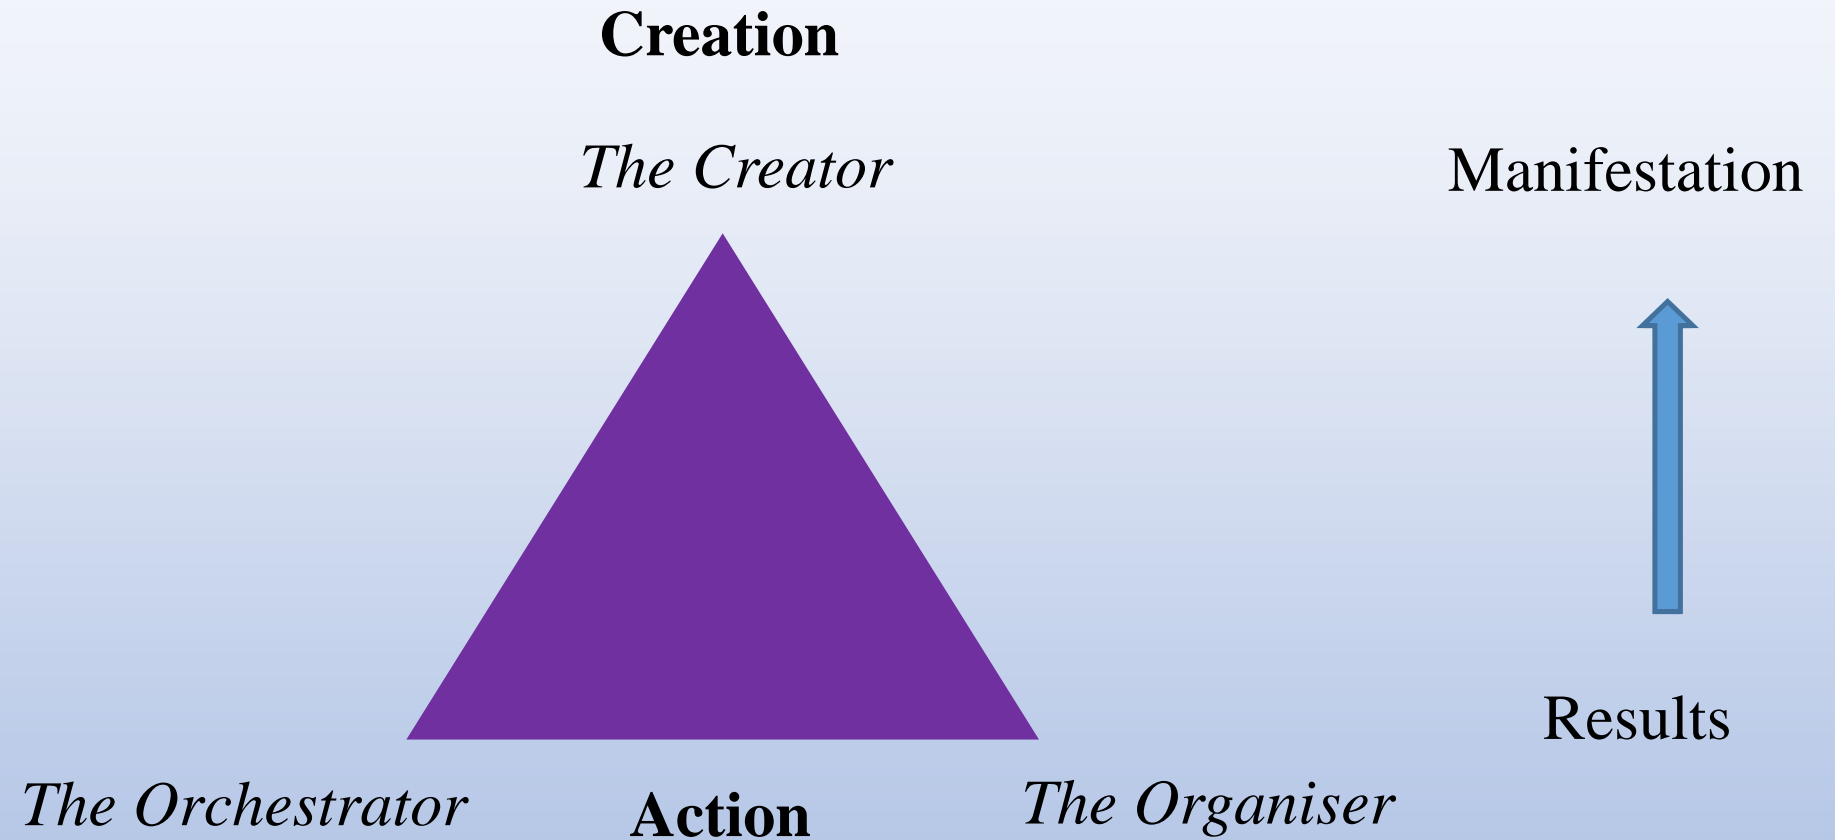 Creation
The Creator
Manifestation
Results
The Orchestrator
Action
The Organiser